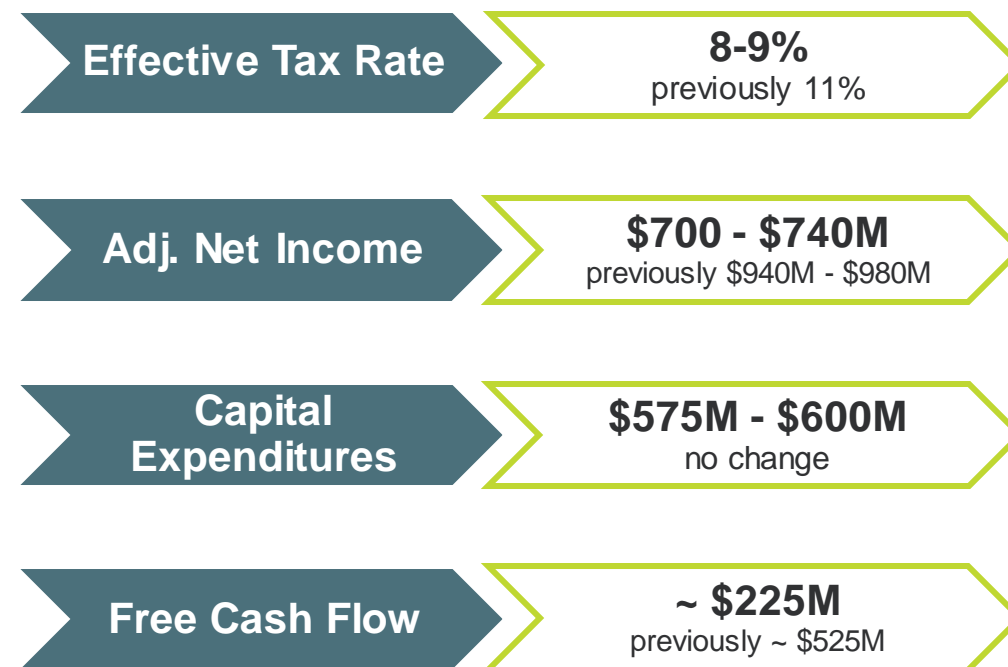 Effective Tax Rate
8-9%
previously 11%
Adj. Net Income
$700 - $740M
previously $940M - $980M
Capital
Expenditures
$575M - $600M
no change
Free Cash Flow
~ $225M
previously ~ $525M